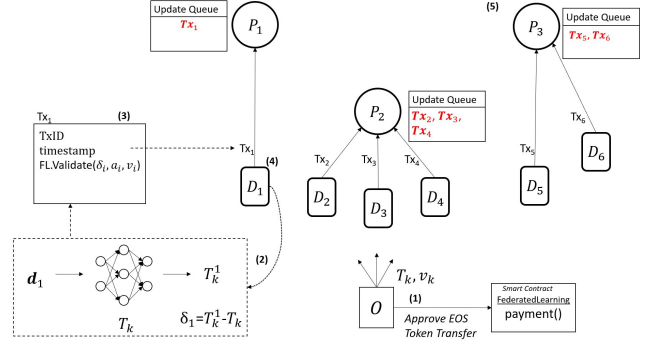 Update Queue
Tx₁
P₁
(5)
P₃
Update Queue
Tx₅, Tx₆
Tx₁
(3)
TxID
timestamp
FL.Validate(δᵢ, aᵢ, vᵢ)
Tx₁
(4)
D₁
P₂
Update Queue
Tx₂, Tx₃,
Tx₄
Tx₂
Tx₃
Tx₄
D₂
D₃
D₄
Tx₅
Tx₆
D₅
D₆
(2)
d₁
Tₖ
Tₖ¹
δ₁=Tₖ¹-Tₖ
Tₖ, vₖ
O
(1)
Approve EOS
Token Transfer
Smart Contract
FederatedLearning
payment()